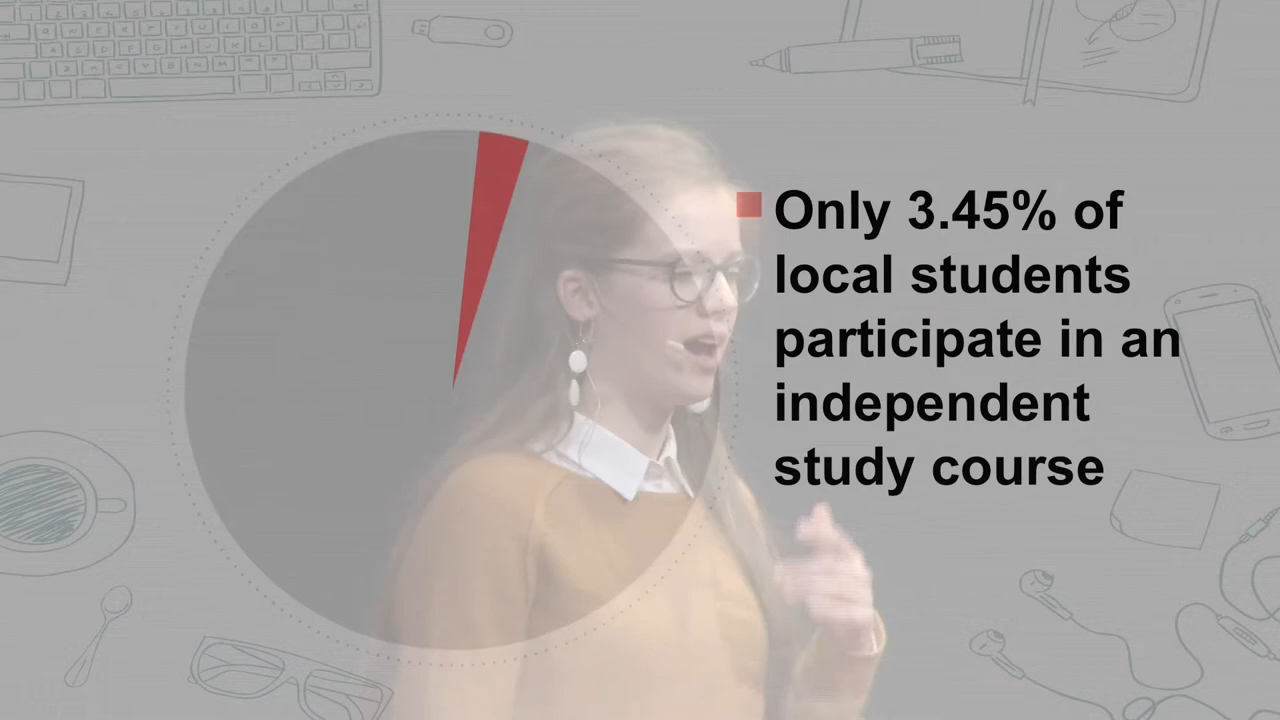 Only 3.45% of
local students
participate in an
independent
study course